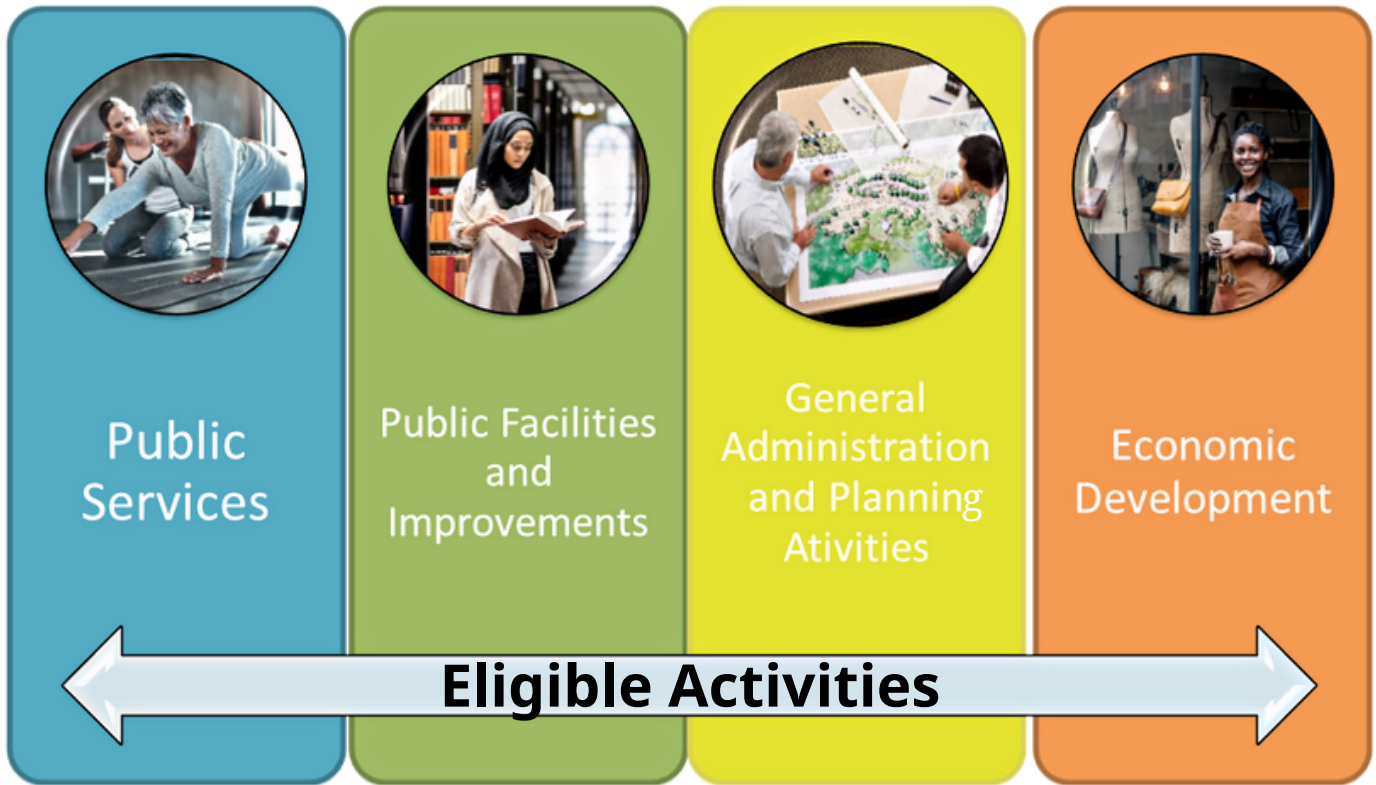 Public
Services
Public Facilities
and
Improvements
General
Administration
and Planning
Ativities
Economic
Development
Eligible Activities